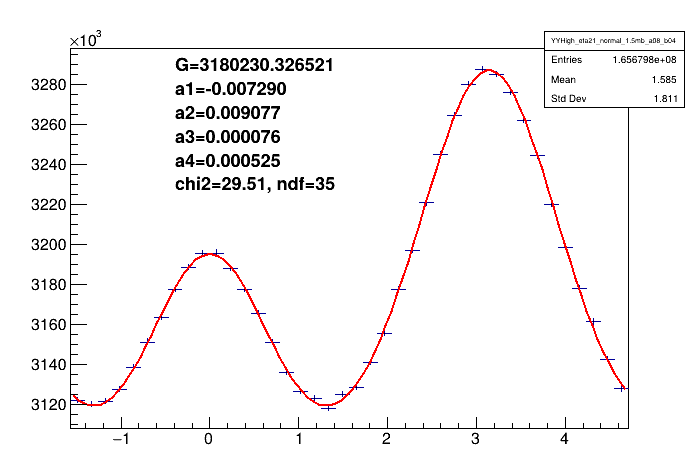 ×10³
YYHigh_eta21_normal_1.5mb_a08_b04
Entries 1.656798e+08
Mean 1.585
Std Dev 1.811
G=3180230.326521
a1=-0.007290
a2=0.009077
a3=0.000076
a4=0.000525
chi2=29.51, ndf=35
3280
3260
3240
3220
3200
3180
3160
3140
3120
−1 0 1 2 3 4